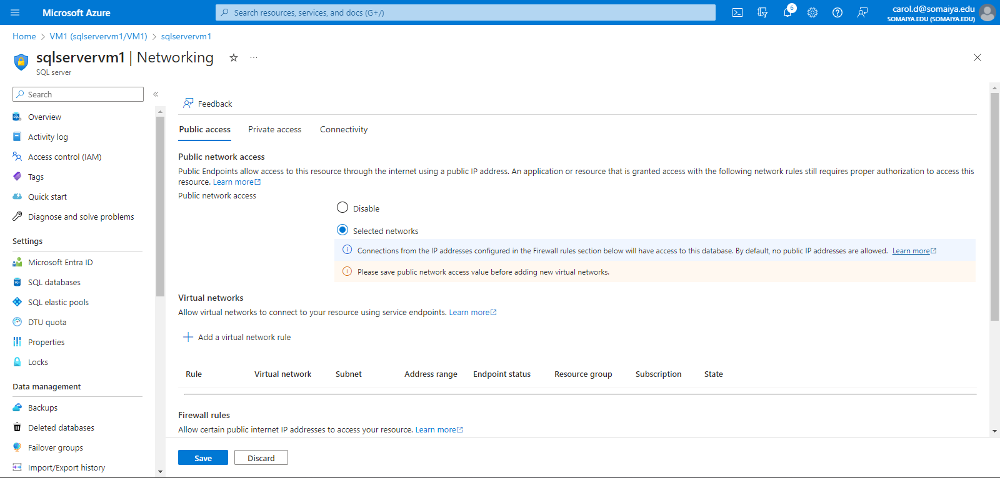 Microsoft Azure
Search resources, services, and docs (G+/)
6
carol.d@somaiya.edu
SOMAIYA.EDU (SOMAIYA.EDU)
Home > VM1 (sqlservervm1/VM1) > sqlservervm1
sqlservervm1 | Networking
SQL server
Search
Overview
Activity log
Access control (IAM)
Tags
Quick start
Diagnose and solve problems
Settings
Microsoft Entra ID
SQL databases
SQL elastic pools
DTU quota
Properties
Locks
Data management
Backups
Deleted databases
Failover groups
Import/Export history
Feedback
Public access Private access Connectivity
Public network access
Public Endpoints allow access to this resource through the internet using a public IP address. An application or resource that is granted access with the following network rules still requires proper authorization to access this
resource. Learn more
Public network access
Disable
Selected networks
Connections from the IP addresses configured in the Firewall rules section below will have access to this database. By default, no public IP addresses are allowed. Learn more
Please save public network access value before adding new virtual networks.
Virtual networks
Allow virtual networks to connect to your resource using service endpoints. Learn more
Add a virtual network rule
Rule Virtual network Subnet Address range Endpoint status Resource group Subscription State
Firewall rules
Allow certain public internet IP addresses to access your resource. Learn more
Save Discard